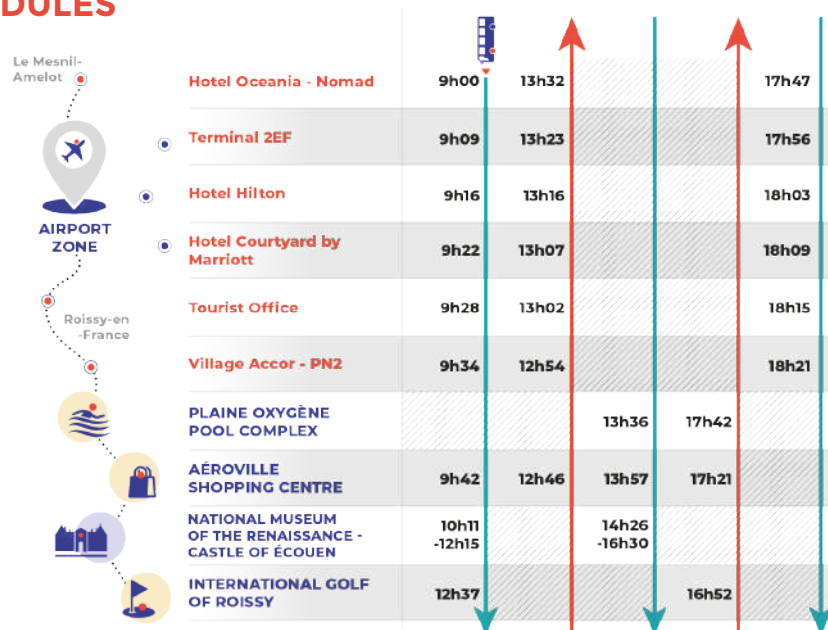 DULES
Le Mesnil-
Amelot
Hotel Oceania - Nomad 9h00 13h32 17h47
Terminal 2EF 9h09 13h23 17h56
Hotel Hilton 9h16 13h16 18h03
AIRPORT
ZONE
Hotel Courtyard by
Marriott 9h22 13h07 18h09
Tourist Office 9h28 13h02 18h15
Roissy-en
-France
Village Accor - PN2 9h34 12h54 18h21
PLAINE OXYGÈNE
POOL COMPLEX 13h36 17h42
AÉROVILLE
SHOPPING CENTRE 9h42 12h46 13h57 17h21
NATIONAL MUSEUM
OF THE RENAISSANCE -
CASTLE OF ÉCOUEN
10h11 14h26
-12h15 -16h30
INTERNATIONAL GOLF
OF ROISSY 12h37 16h52